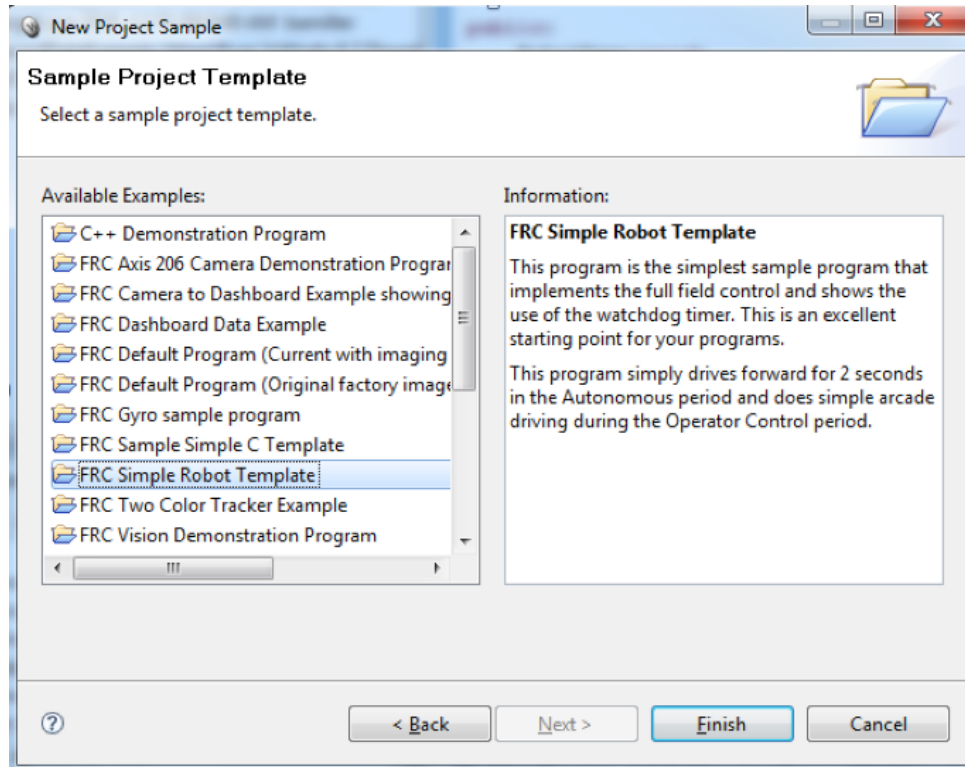 New Project Sample
Sample Project Template
Select a sample project template.
Available Examples:
C++ Demonstration Program
FRC Axis 206 Camera Demonstration Program
FRC Camera to Dashboard Example showing
FRC Dashboard Data Example
FRC Default Program (Current with imaging
FRC Default Program (Original factory image
FRC Gyro sample program
FRC Sample Simple C Template
FRC Simple Robot Template
FRC Two Color Tracker Example
FRC Vision Demonstration Program
Information:
FRC Simple Robot Template
This program is the simplest sample program that
implements the full field control and shows the
use of the watchdog timer. This is an excellent
starting point for your programs.
This program simply drives forward for 2 seconds
in the Autonomous period and does simple arcade
driving during the Operator Control period.
< Back
Next >
Finish
Cancel